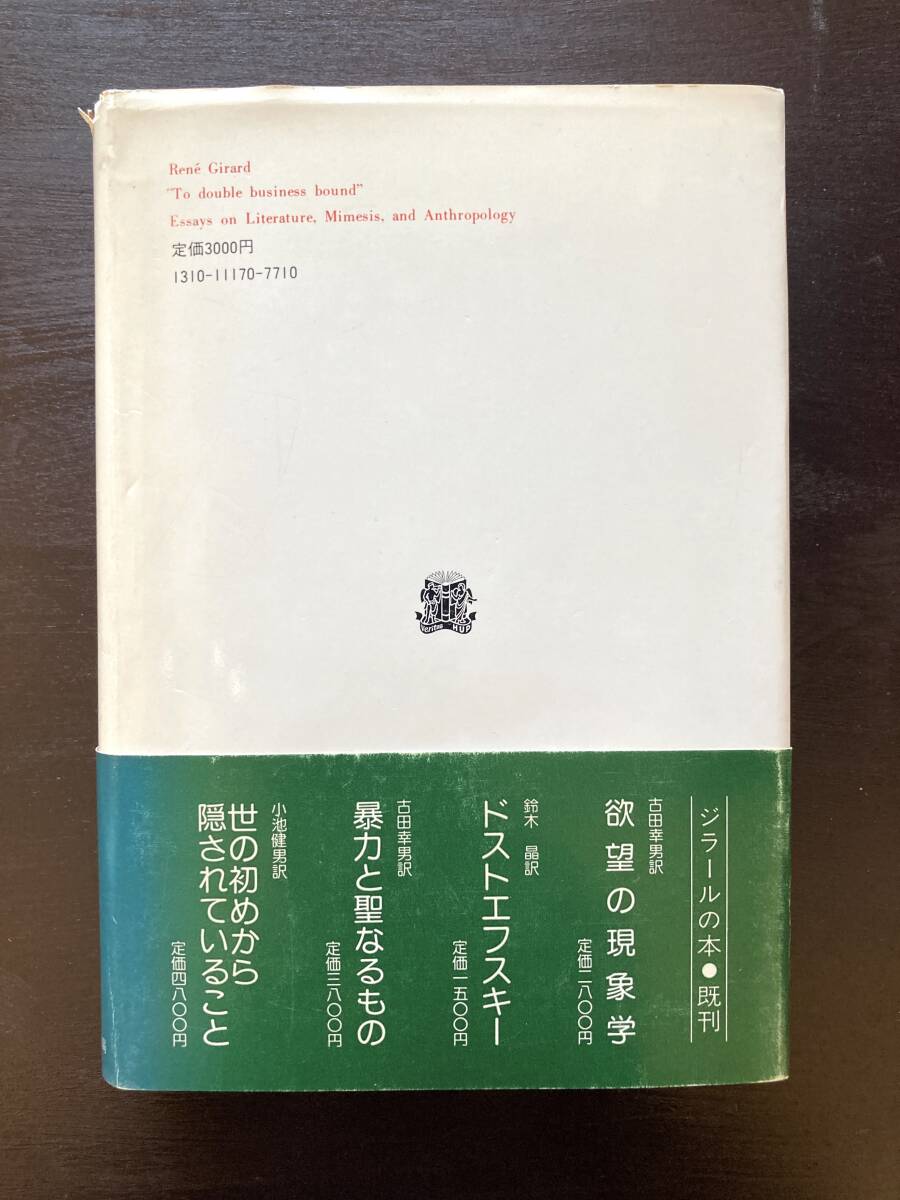 René Girard
"To double business bound"
Essays on Literature, Mimesis, and Anthropology
定価3000円
1310-11170-7710
Veritas HUP
ジラールの本●既刊
古田幸男訳
欲望の現象学
定価二八〇〇円
鈴木 晶訳
ドストエフスキー
定価一五〇〇円
古田幸男訳
暴力と聖なるもの
定価三八〇〇円
小池健男訳
世の初めから
隠されていること
定価四八〇〇円